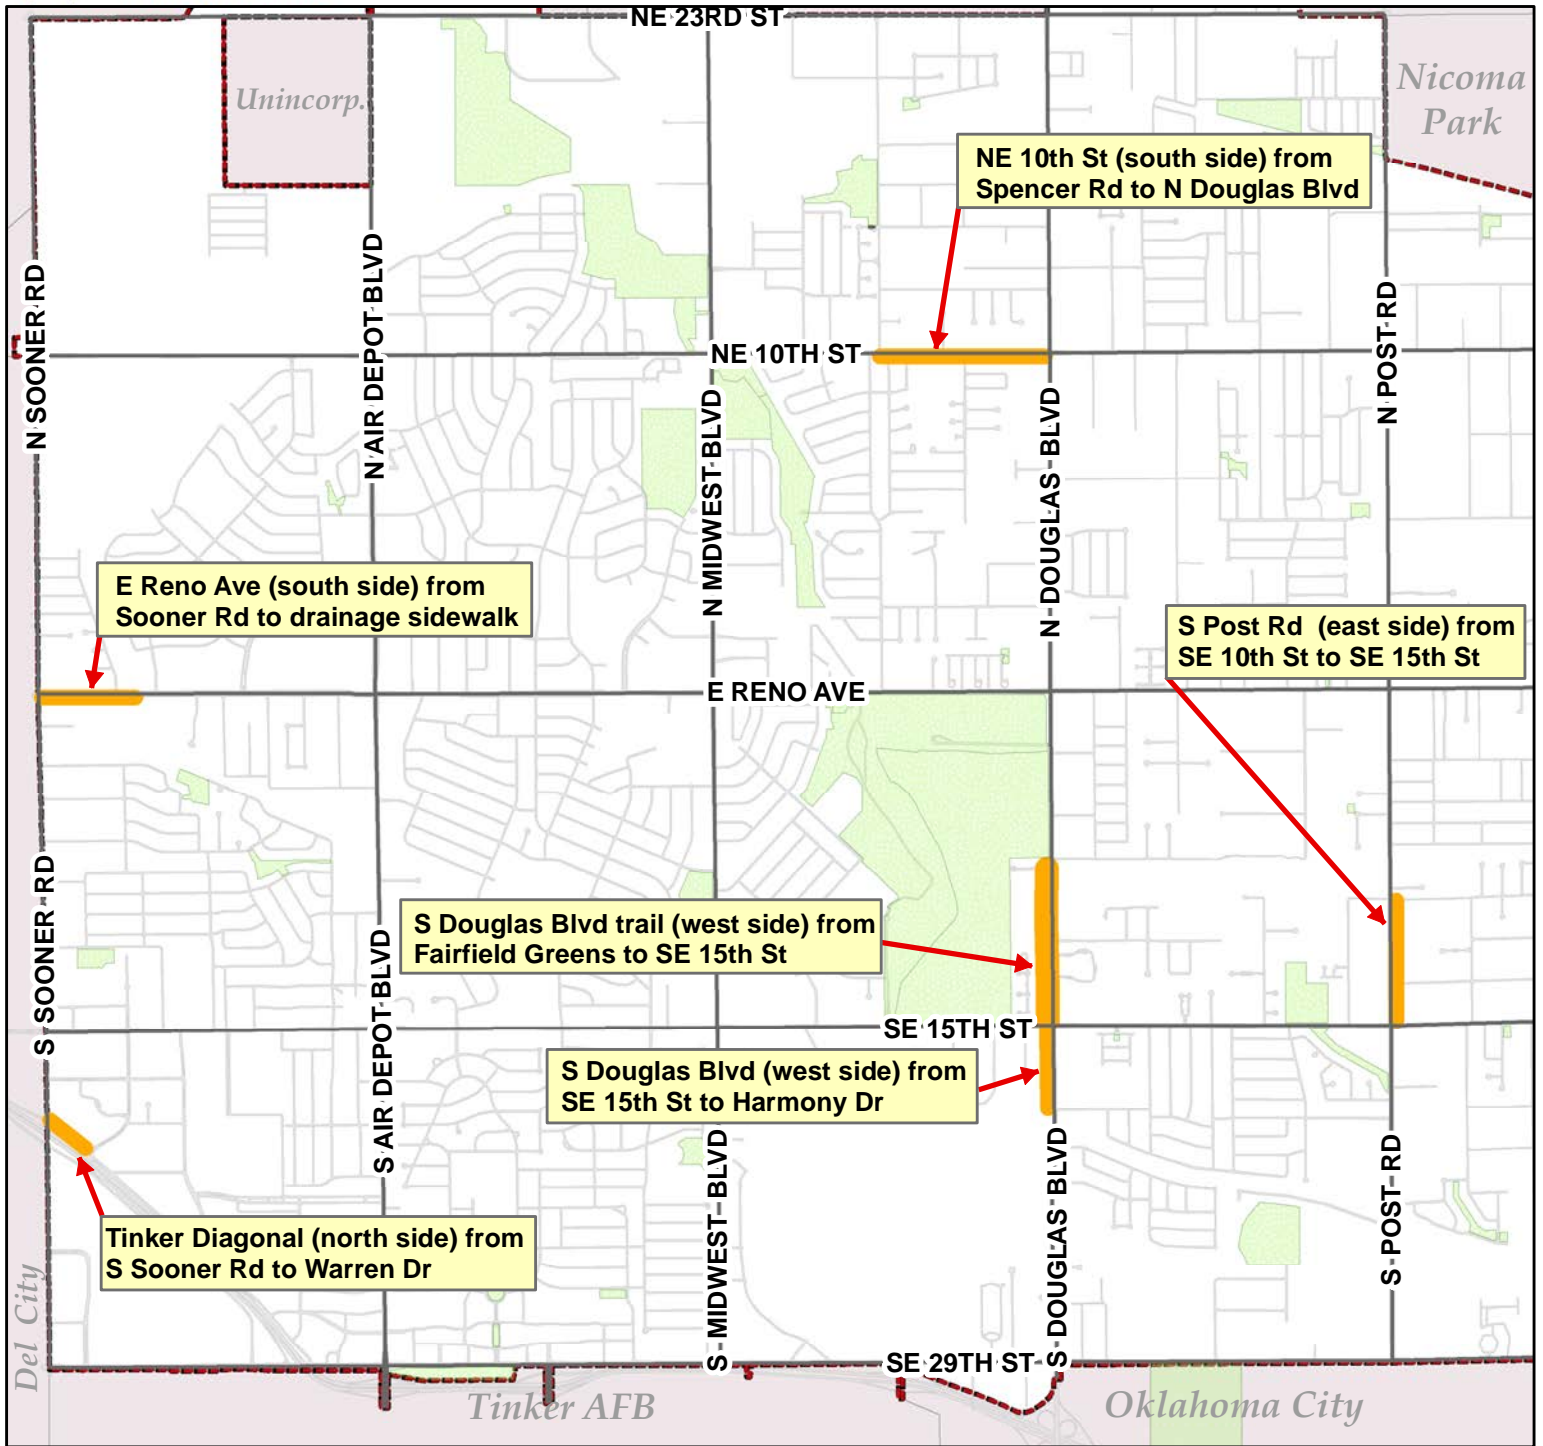 NE 23RD ST
Unincorp.
Nicoma
Park
NE 10th St (south side) from
Spencer Rd to N Douglas Blvd
N SOONER RD
N AIR DEPOT BLVD
N POST RD
NE 10TH ST
N MIDWEST BLVD
N DOUGLAS BLVD
E Reno Ave (south side) from
Sooner Rd to drainage sidewalk
S Post Rd (east side) from
SE 10th St to SE 15th St
E RENO AVE
S SOONER RD
S Douglas Blvd trail (west side) from
Fairfield Greens to SE 15th St
S AIR DEPOT BLVD
SE 15TH ST
S Douglas Blvd (west side) from
SE 15th St to Harmony Dr
S MIDWEST BLVD
S DOUGLAS BLVD
S POST RD
Tinker Diagonal (north side) from
S Sooner Rd to Warren Dr
Del City
SE 29TH ST
Tinker AFB
Oklahoma City